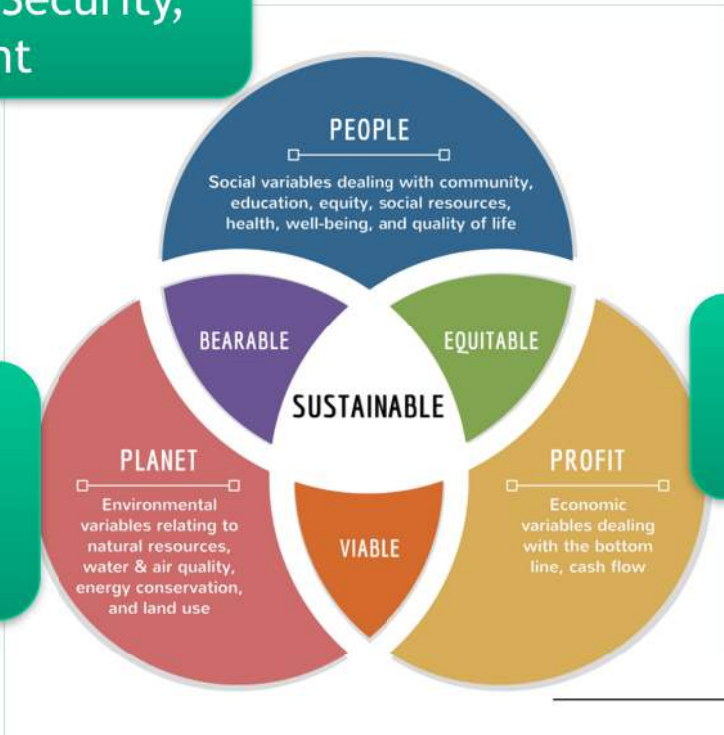 Security,
nt
PEOPLE
Social variables dealing with community,
education, equity, social resources,
health, well-being, and quality of life
BEARABLE
EQUITABLE
SUSTAINABLE
PLANET
Environmental
variables relating to
natural resources,
water & air quality,
energy conservation,
and land use
PROFIT
Economic
variables dealing
with the bottom
line, cash flow
VIABLE